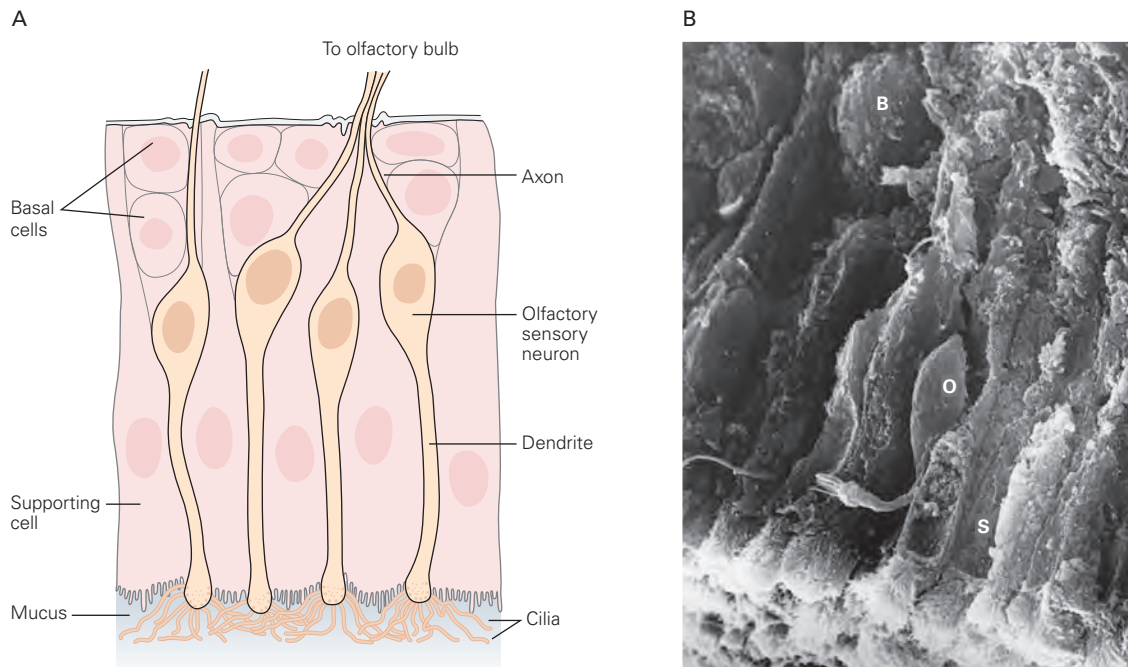 A
B
To olfactory bulb
B
Axon
Basal
cells
Olfactory
sensory
neuron
O
Dendrite
Supporting
cell
S
Mucus
Cilia